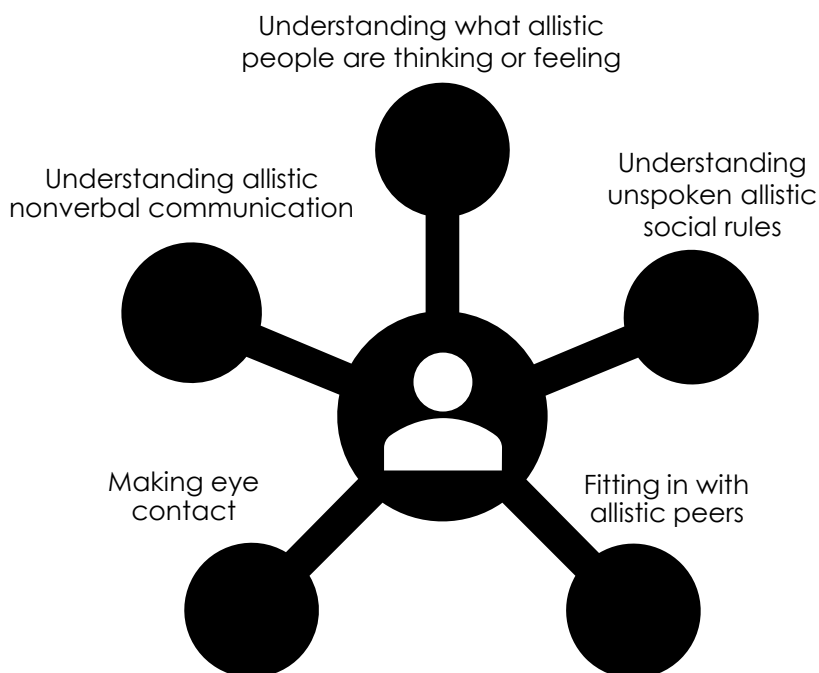 Understanding what allistic
people are thinking or feeling
Understanding allistic
nonverbal communication
Understanding
unspoken allistic
social rules
Making eye
contact
Fitting in with
allistic peers